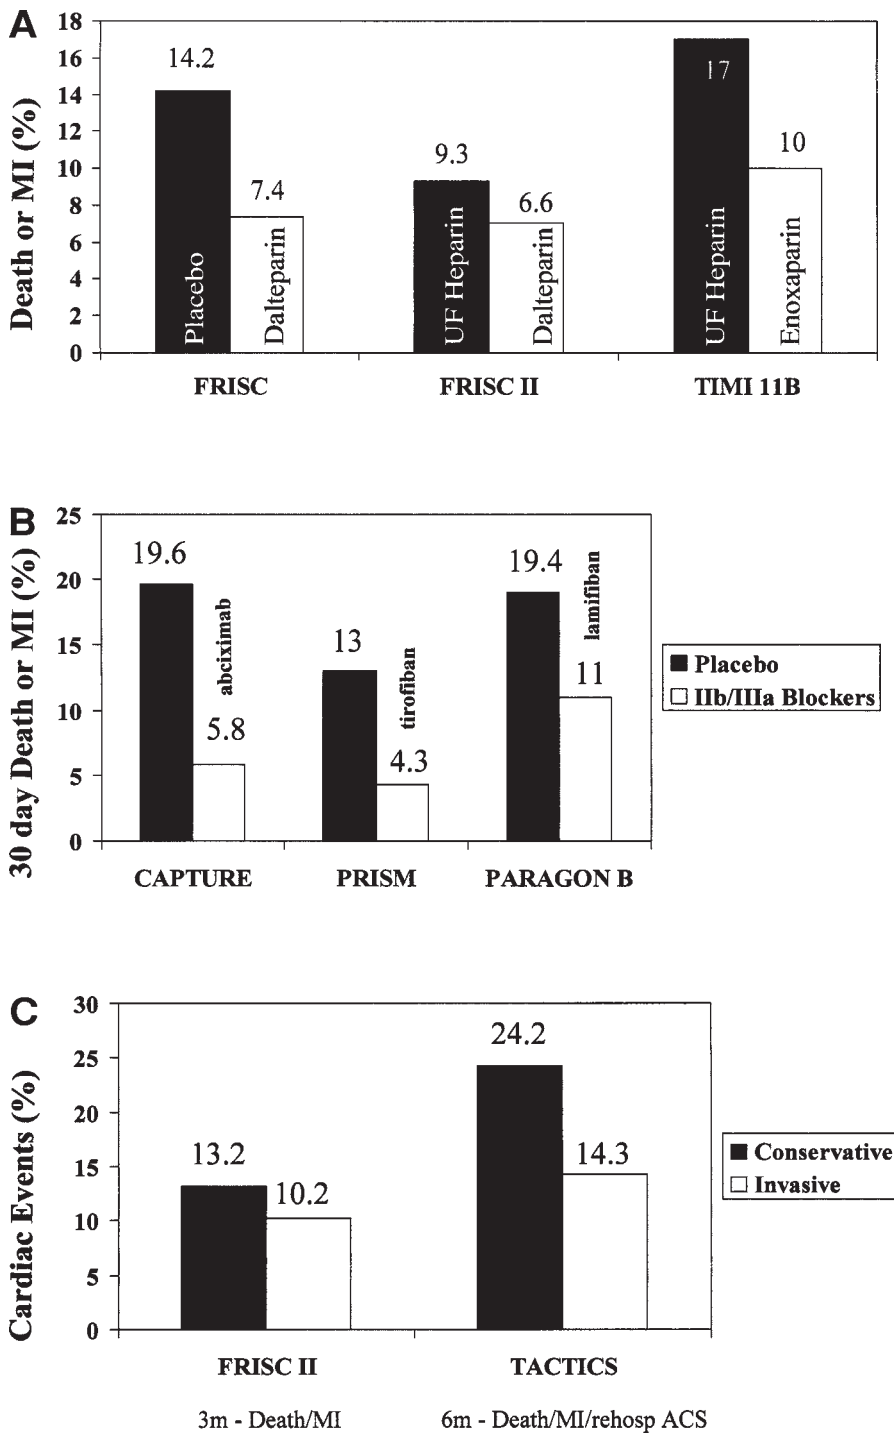 A
Death or MI (%)
18
16
14
12
10
8
6
4
2
0
14.2
7.4
9.3
6.6
17
10
Placebo
Dalteparin
UF Heparin
Dalteparin
UF Heparin
Enoxaparin
FRISC
FRISC II
TIMI 11B
B
30 day Death or MI (%)
25
20
15
10
5
0
19.6
abciximab
5.8
13
tirofiban
4.3
19.4
lamifiban
11
CAPTURE
PRISM
PARAGON B
Placebo
IIb/IIIa Blockers
C
Cardiac Events (%)
30
25
20
15
10
5
0
13.2
10.2
24.2
14.3
FRISC II
TACTICS
3m - Death/MI
6m - Death/MI/rehosp ACS
Conservative
Invasive